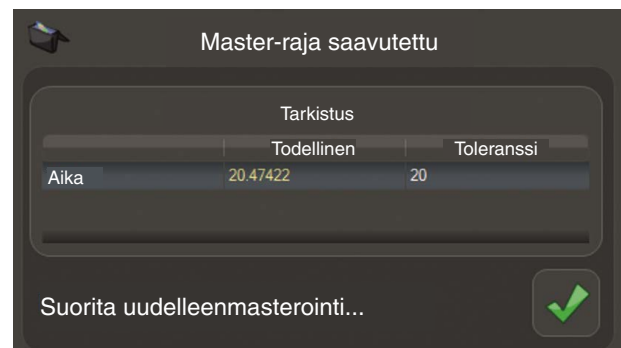 Master-raja saavutettu
Tarkistus
Todellinen Toleranssi
Aika 20.47422 20
Suorita uudelleenmasterointi...